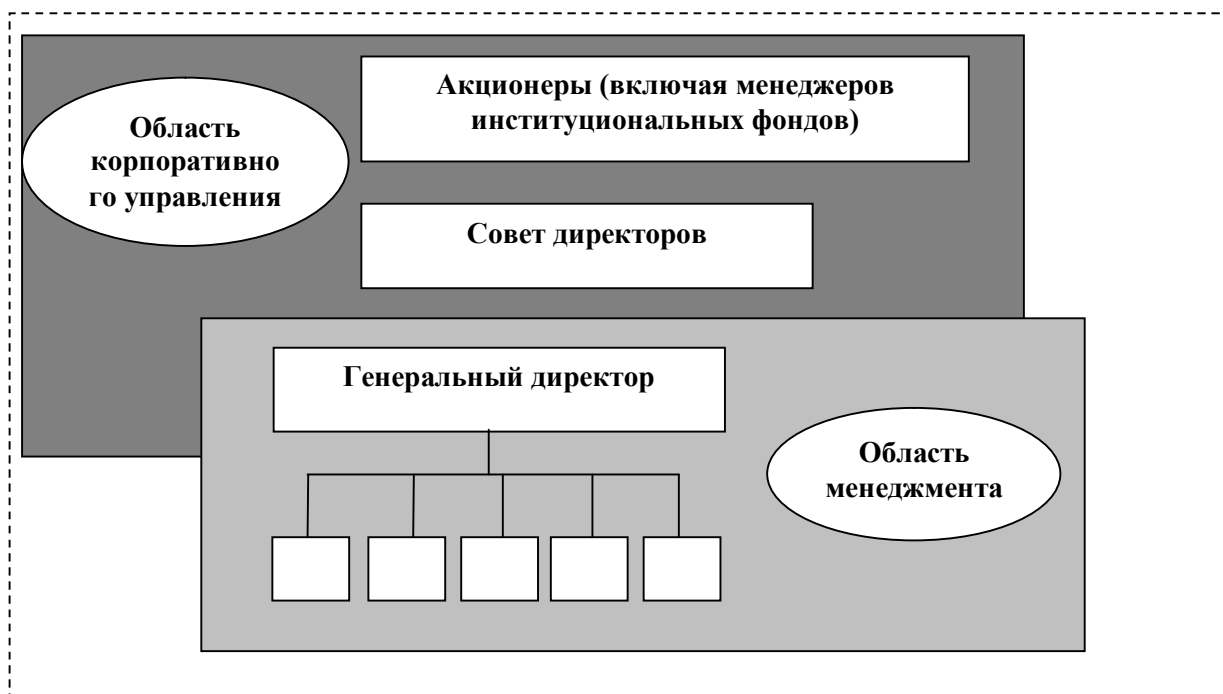 Акционеры (включая менеджеров
институциональных фондов)
Область
корпоративно
го управления
Совет директоров
Генеральный директор
Область
менеджмента